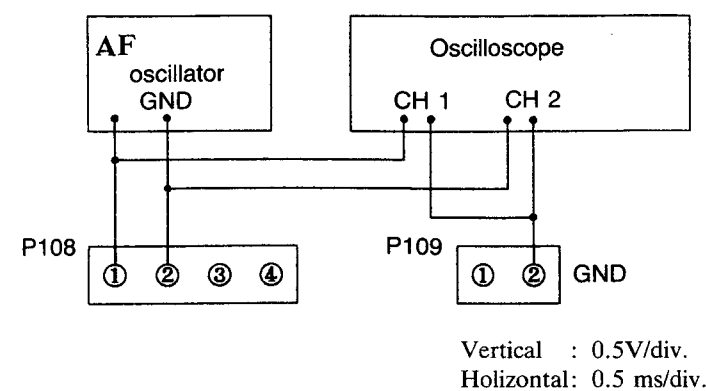 AF
oscillator
GND
Oscilloscope
CH 1 CH 2
P108
① ② ③ ④
P109
① ② GND
Vertical : 0.5V/div.
Holizontal: 0.5 ms/div.